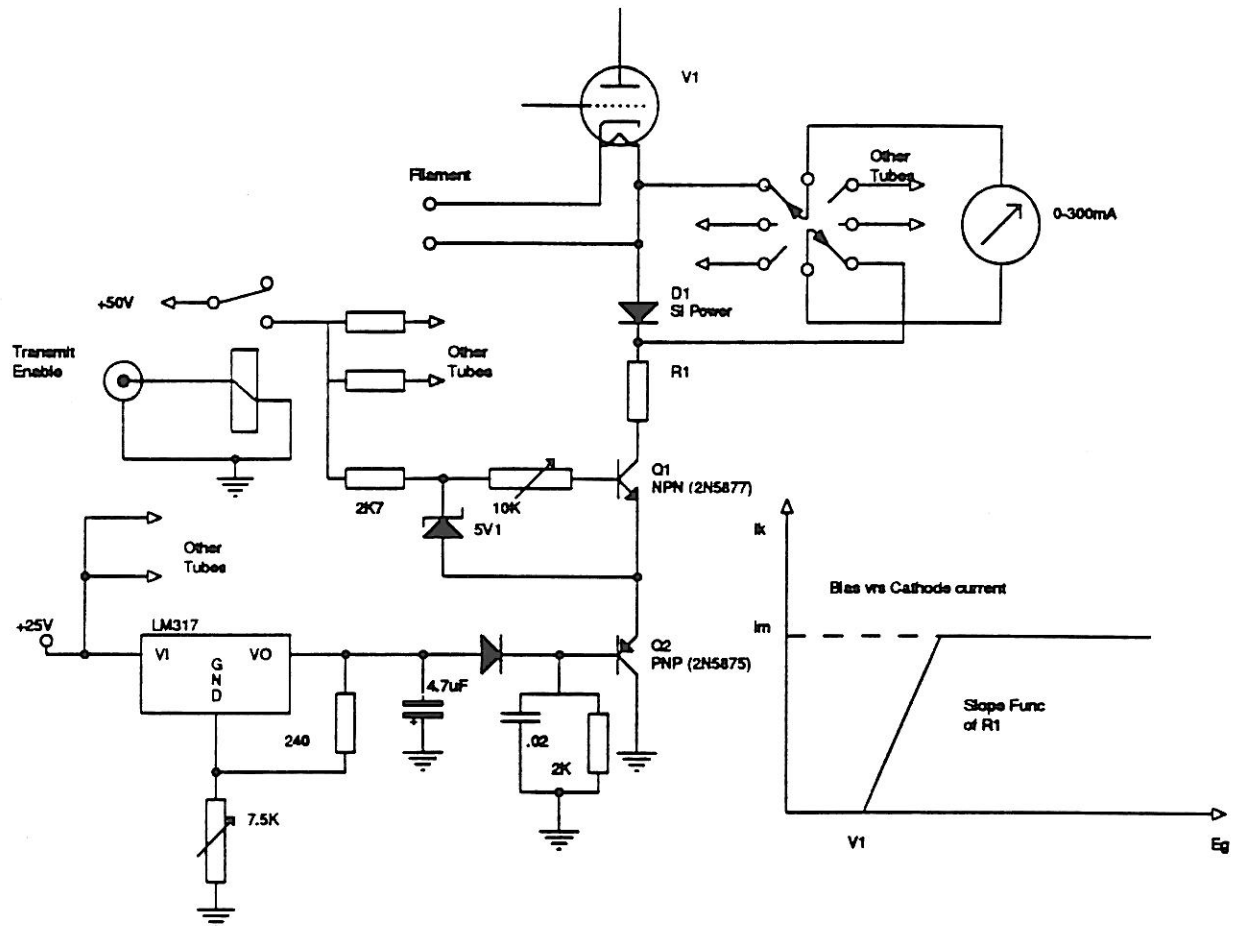 V1
Filament
Other
Tubes
0-300mA
D1
Si Power
+50V
Transmit
Enable
Other
Tubes
R1
Q1
NPN (2N5877)
2K7
10K
5V1
Other
Tubes
+25V
LM317
VI
VO
G
N
D
Q2
PNP (2N5875)
4.7uF
+
240
.02
2K
7.5K
Ik
Bias vrs Cathode current
Im
Slope Func
of R1
V1
Eg